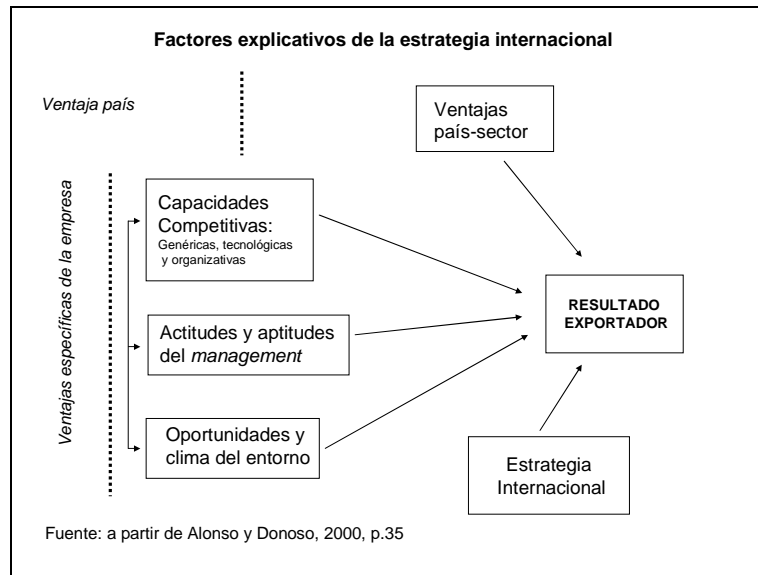 Factores explicativos de la estrategia internacional
Ventaja país
Ventajas
país-sector
Ventajas específicas de la empresa
Capacidades
Competitivas:
Genéricas, tecnológicas
y organizativas
RESULTADO
EXPORTADOR
Actitudes y aptitudes
del management
Oportunidades y
clima del entorno
Estrategia
Internacional
Fuente: a partir de Alonso y Donoso, 2000, p.35